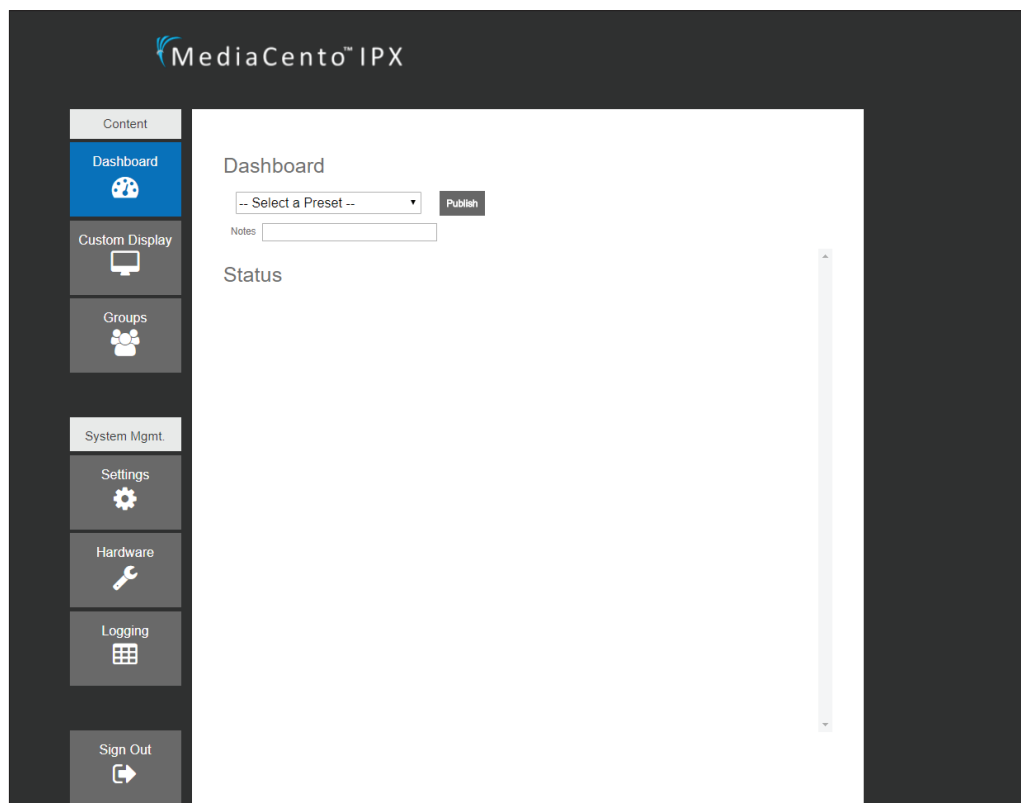 MediaCento™ IPX
Content
Dashboard
Custom Display
Groups
System Mgmt.
Settings
Hardware
Logging
Sign Out
Dashboard
-- Select a Preset --
Publish
Notes
Status